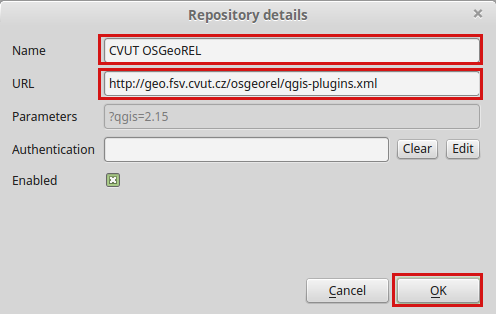 Repository details
Name CVUT OSGeoREL
URL http://geo.fsv.cvut.cz/osgeorel/qgis-plugins.xml
Parameters ?qgis=2.15
Authentication Clear Edit
Enabled
Cancel OK